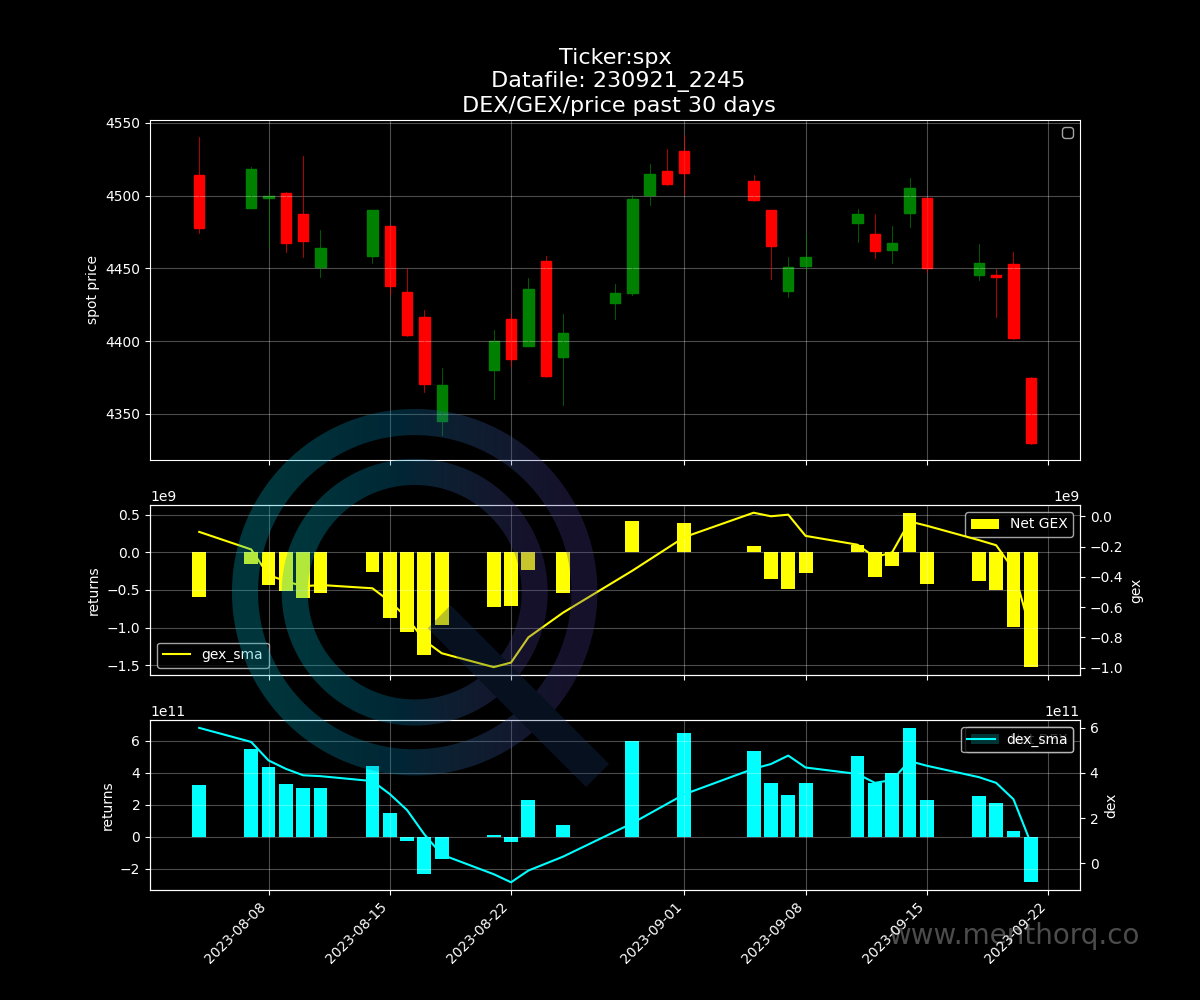 Ticker:spx
Datafile: 230921_2245
DEX/GEX/price past 30 days
4550
4500
4450
4400
4350
spot price
1e9
1e9
0.5
0.0
−0.5
−1.0
−1.5
returns
gex_sma
Net GEX
0.0
−0.2
−0.4
−0.6
−0.8
−1.0
gex
1e11
1e11
6
4
2
0
−2
returns
dex_sma
6
4
2
0
dex
2023-08-08
2023-08-15
2023-08-22
2023-09-01
2023-09-08
2023-09-15
2023-09-22
www.menthorq.co